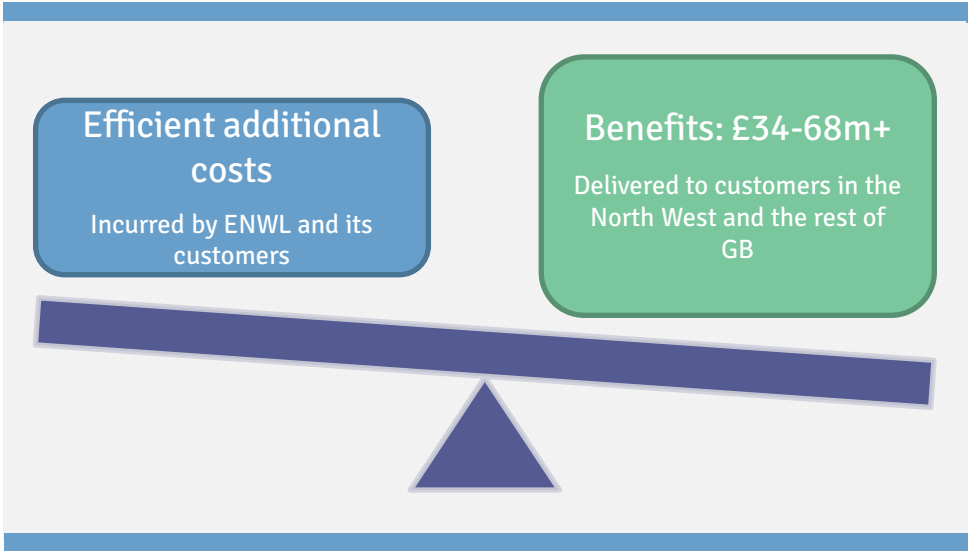 Efficient additional
costs
Incurred by ENWL and its
customers
Benefits: £34-68m+
Delivered to customers in the
North West and the rest of
GB